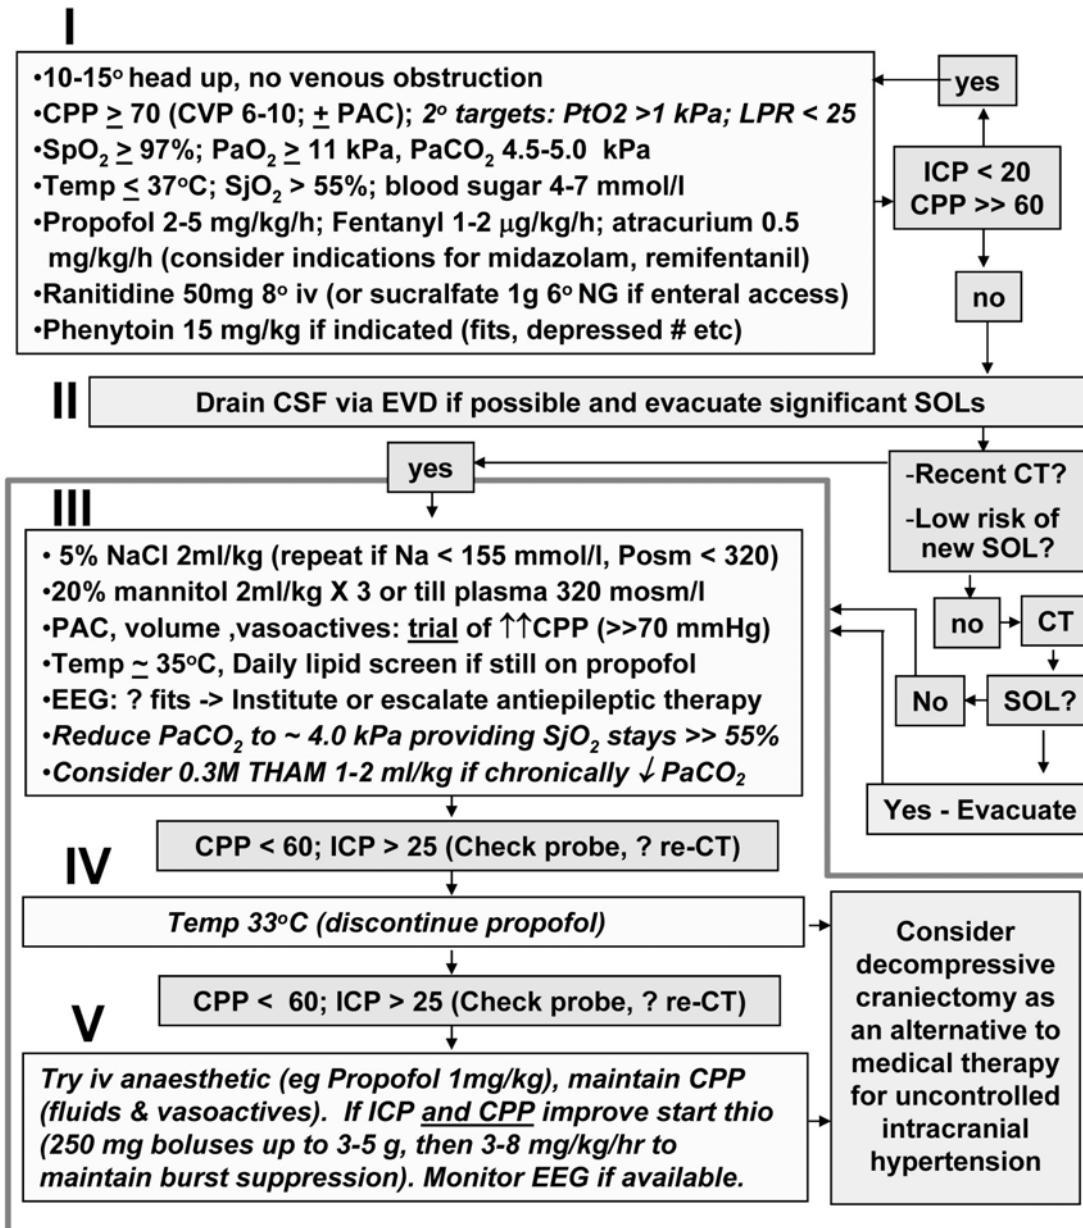 I
•10-15º head up, no venous obstruction
•CPP ≥ 70 (CVP 6-10; ± PAC); 2º targets: PtO2 >1 kPa; LPR < 25
•SpO₂ ≥ 97%; PaO₂ ≥ 11 kPa, PaCO₂ 4.5-5.0 kPa
•Temp ≤ 37ºC; SjO₂ > 55%; blood sugar 4-7 mmol/l
•Propofol 2-5 mg/kg/h; Fentanyl 1-2 μg/kg/h; atracurium 0.5
mg/kg/h (consider indications for midazolam, remifentanil)
•Ranitidine 50mg 8º iv (or sucralfate 1g 6º NG if enteral access)
•Phenytoin 15 mg/kg if indicated (fits, depressed # etc)
yes
ICP < 20
CPP >> 60
no
II
Drain CSF via EVD if possible and evacuate significant SOLs
yes
-Recent CT?
-Low risk of
new SOL?
no
CT
SOL?
No
Yes - Evacuate
III
• 5% NaCl 2ml/kg (repeat if Na < 155 mmol/l, Posm < 320)
•20% mannitol 2ml/kg X 3 or till plasma 320 mosm/l
•PAC, volume ,vasoactives: trial of ↑↑CPP (>>70 mmHg)
•Temp ~ 35ºC, Daily lipid screen if still on propofol
•EEG: ? fits -> Institute or escalate antiepileptic therapy
•Reduce PaCO₂ to ~ 4.0 kPa providing SjO₂ stays >> 55%
•Consider 0.3M THAM 1-2 ml/kg if chronically ↓ PaCO₂
CPP < 60; ICP > 25 (Check probe, ? re-CT)
IV
Temp 33ºC (discontinue propofol)
CPP < 60; ICP > 25 (Check probe, ? re-CT)
V
Try iv anaesthetic (eg Propofol 1mg/kg), maintain CPP
(fluids & vasoactives). If ICP and CPP improve start thio
(250 mg boluses up to 3-5 g, then 3-8 mg/kg/hr to
maintain burst suppression). Monitor EEG if available.
Consider
decompressive
craniectomy as
an alternative to
medical therapy
for uncontrolled
intracranial
hypertension